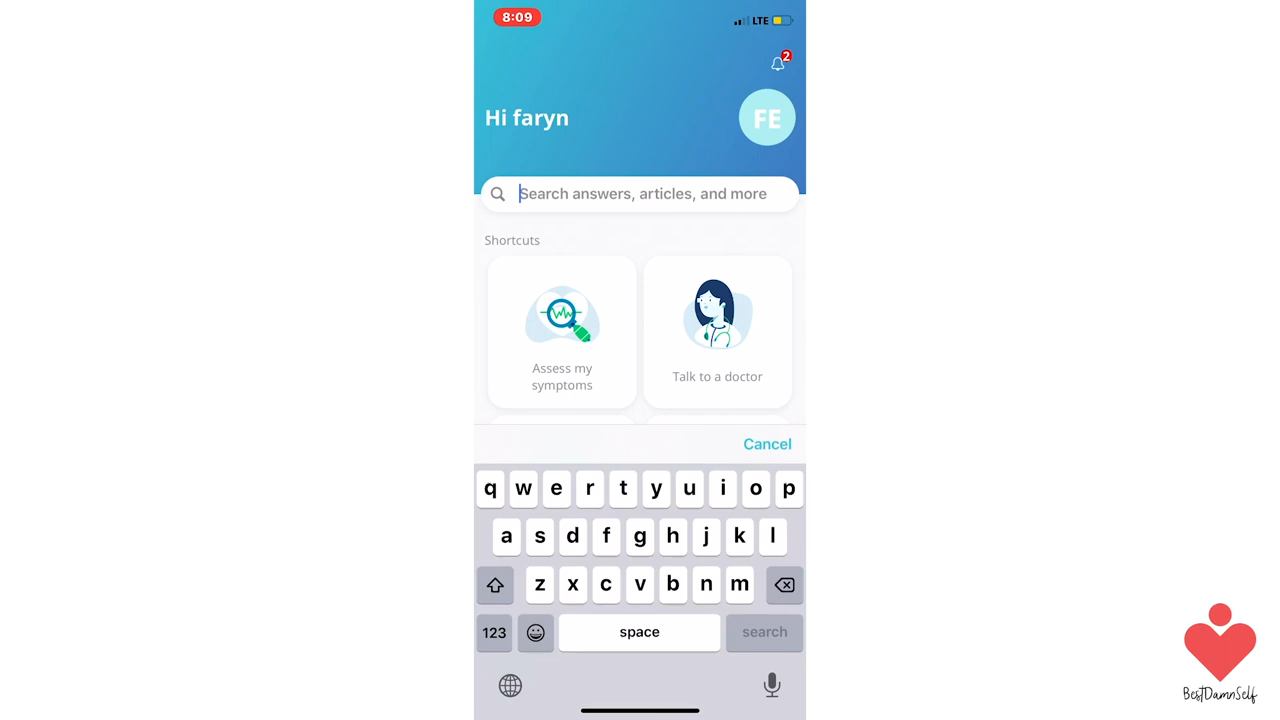 8:09
LTE
2
Hi faryn
FE
Search answers, articles, and more
Shortcuts
Assess my
symptoms
Talk to a doctor
Cancel
q w e r t y u i o p
a s d f g h j k l
z x c v b n m
123 space search
BestDamnSelf